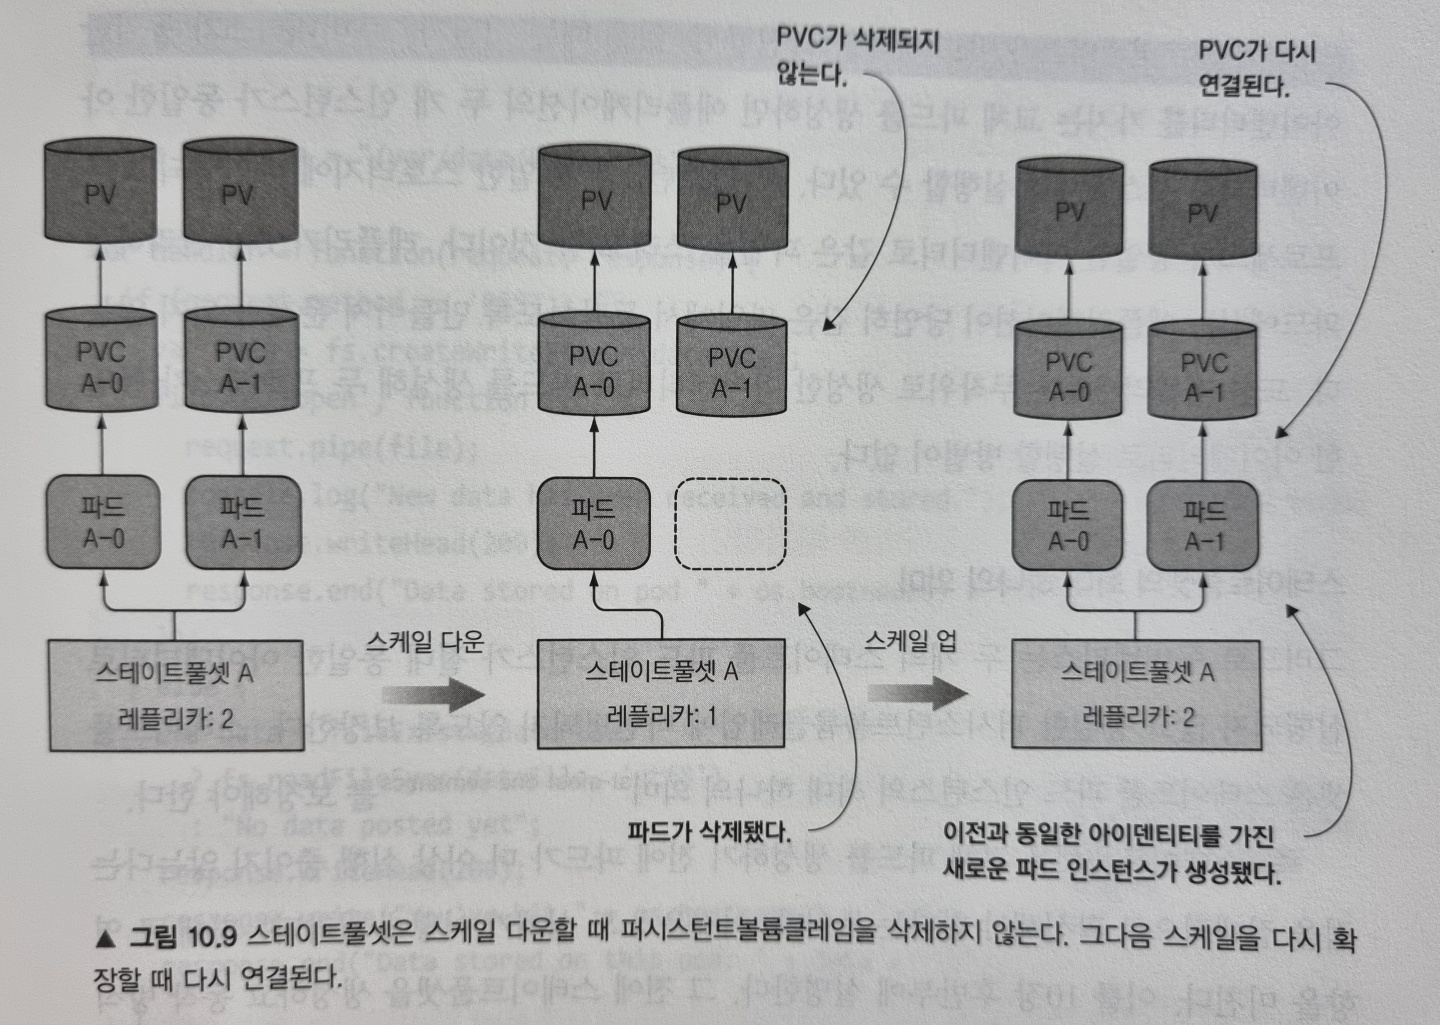 PVC가 삭제되지
않는다.
PVC가 다시
연결된다.
PV
PV
PV
PV
PV
PV
PVC
A-0
PVC
A-1
PVC
A-0
PVC
A-1
PVC
A-0
PVC
A-1
파드
A-0
파드
A-1
파드
A-0
파드
A-0
파드
A-1
스테이트풀셋 A
레플리카: 2
스케일 다운
스테이트풀셋 A
레플리카: 1
스케일 업
스테이트풀셋 A
레플리카: 2
파드가 삭제됐다.
이전과 동일한 아이덴티티를 가진
새로운 파드 인스턴스가 생성됐다.
▲ 그림 10.9 스테이트풀셋은 스케일 다운할 때 퍼시스턴트볼륨클레임을 삭제하지 않는다. 그다음 스케일을 다시 확
장할 때 다시 연결된다.